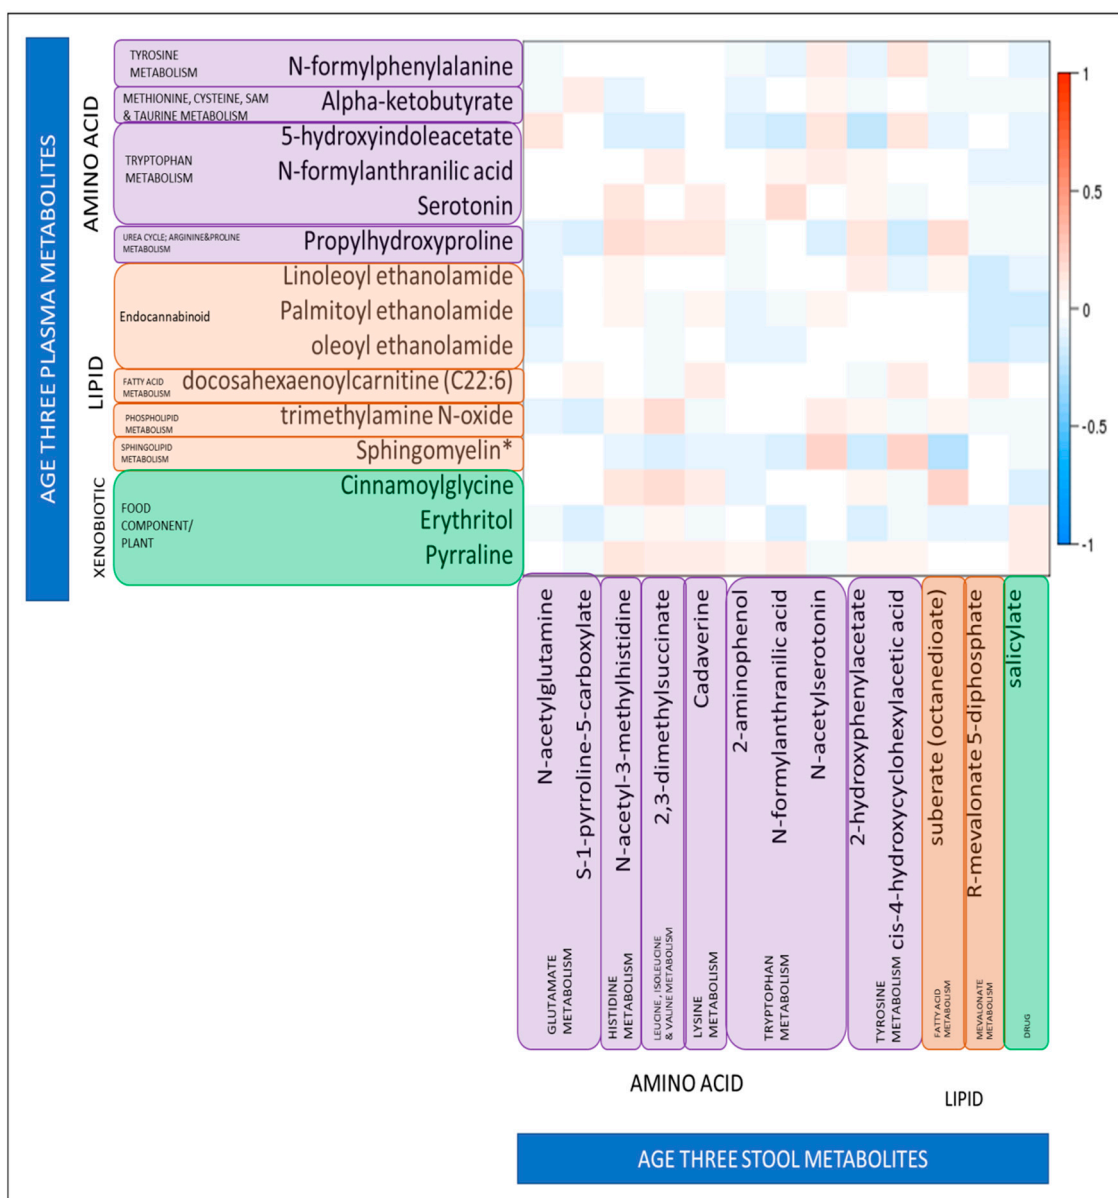 AGE THREE PLASMA METABOLITES
AMINO ACID
LIPID
XENOBIOTIC
TYROSINE
METABOLISM
N-formylphenylalanine
METHIONINE, CYSTEINE, SAM
& TAURINE METABOLISM
Alpha-ketobutyrate
5-hydroxyindoleacetate
TRYPTOPHAN
METABOLISM
N-formylanthranilic acid
Serotonin
UREA CYCLE; ARGININE&PROLINE
METABOLISM
Propylhydroxyproline
Linoleoyl ethanolamide
Endocannabinoid
Palmitoyl ethanolamide
oleoyl ethanolamide
FATTY ACID
METABOLISM
docosahexaenoylcarnitine (C22:6)
PHOSPHOLIPID
METABOLISM
trimethylamine N-oxide
SPHINGOLIPID
METABOLISM
Sphingomyelin*
Cinnamoylglycine
FOOD
COMPONENT/
PLANT
Erythritol
Pyrraline
1
0.5
0
-0.5
-1
N-acetylglutamine
S-1-pyrroline-5-carboxylate
N-acetyl-3-methylhistidine
2,3-dimethylsuccinate
Cadaverine
2-aminophenol
N-formylanthranilic acid
N-acetylserotonin
2-hydroxyphenylacetate
cis-4-hydroxycyclohexylacetic acid
suberate (octanedioate)
R-mevalonate 5-diphosphate
salicylate
GLUTAMATE
METABOLISM
HISTIDINE
METABOLISM
LEUCINE, ISOLEUCINE
& VALINE METABOLISM
LYSINE
METABOLISM
TRYPTOPHAN
METABOLISM
TYROSINE
METABOLISM
FATTY ACID
METABOLISM
MEVALONATE
METABOLISM
DRUG
AMINO ACID
LIPID
AGE THREE STOOL METABOLITES